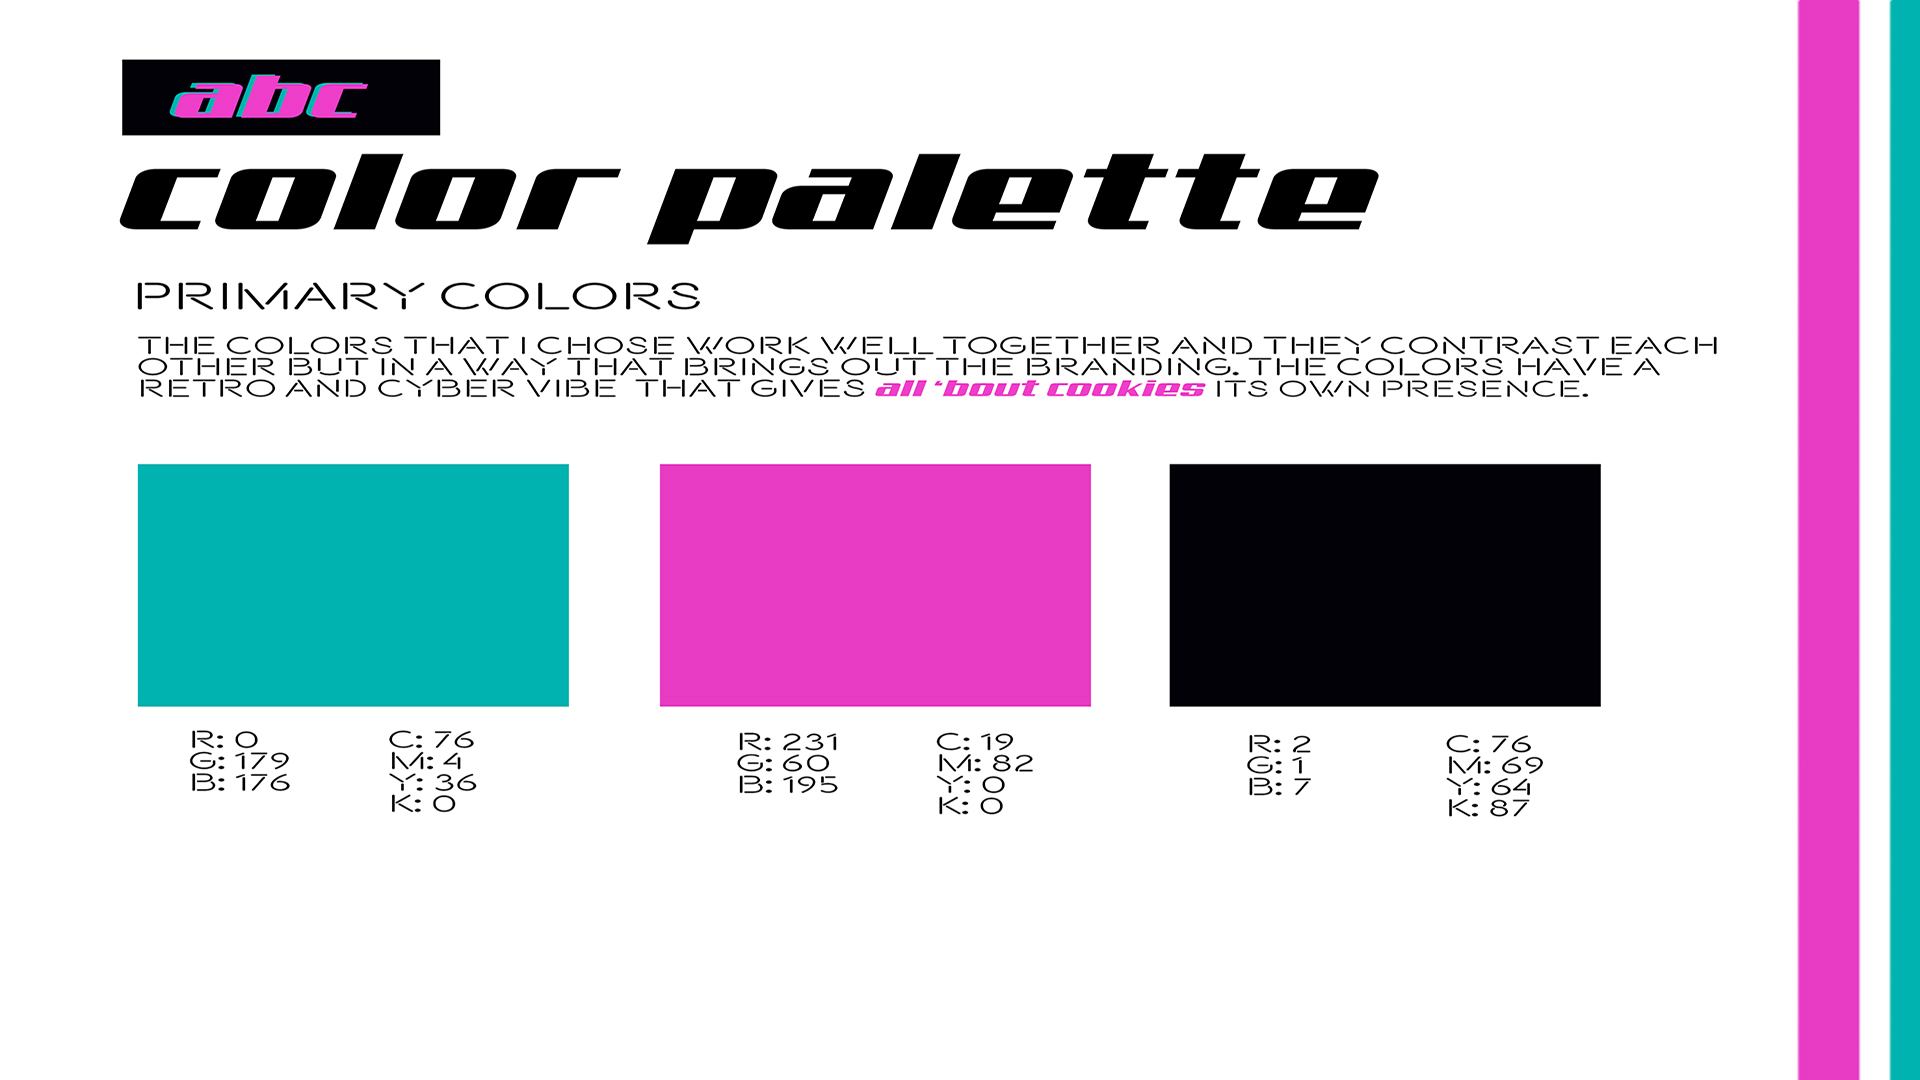 abc
color palette
PRIMARY COLORS
THE COLORS THAT I CHOSE WORK WELL TOGETHER AND THEY CONTRAST EACH
OTHER BUT IN A WAY THAT BRINGS OUT THE BRANDING. THE COLORS HAVE A
RETRO AND CYBER VIBE THAT GIVES all ‘bout cookies ITS OWN PRESENCE.
R: 0
G: 179
B: 176
C: 76
M: 4
Y: 36
K: 0
R: 231
G: 60
B: 195
C: 19
M: 82
Y: 0
K: 0
R: 2
G: 1
B: 7
C: 76
M: 69
Y: 64
K: 87